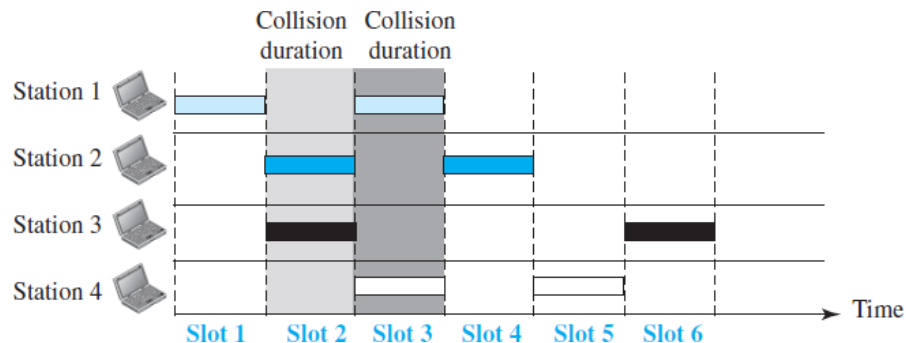 Collision Collision
duration duration
Station 1
Station 2
Station 3
Station 4
Time
Slot 1 Slot 2 Slot 3 Slot 4 Slot 5 Slot 6